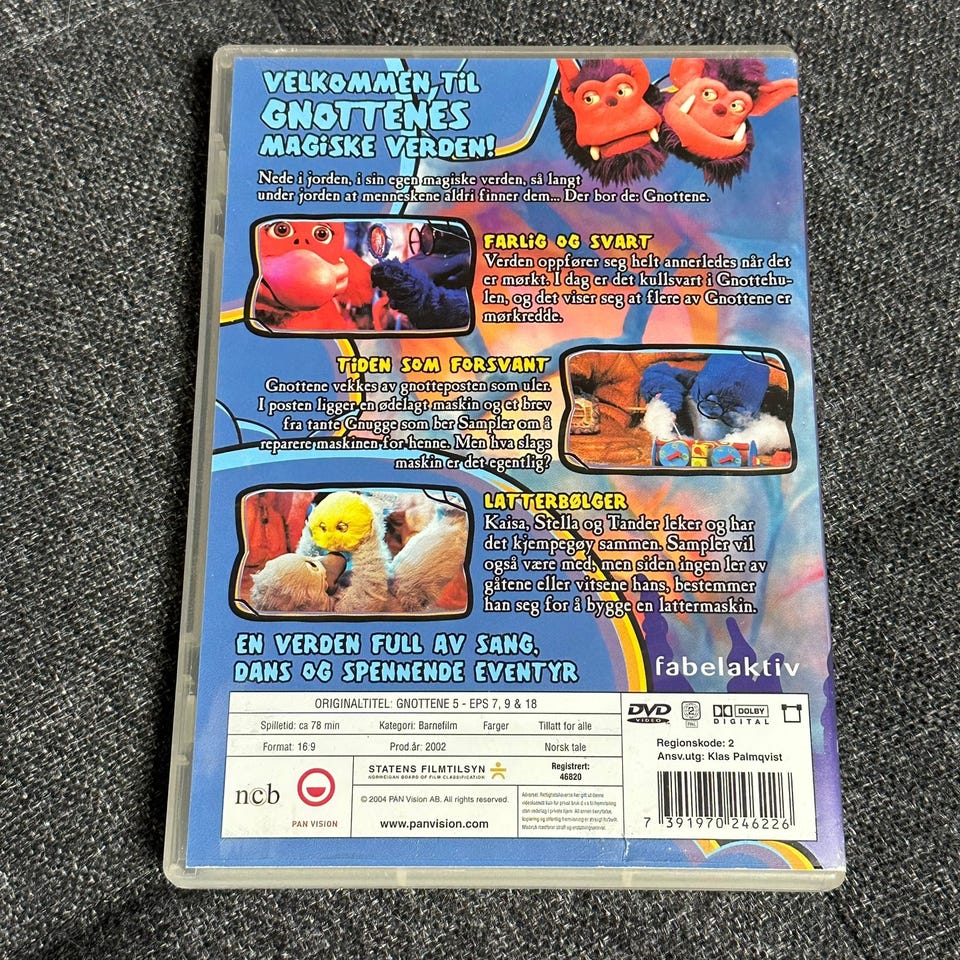 VELKOMMEN TIL
GNOTTENES
MAGISKE VERDEN!
Nede i jorden, i sin egen magiske verden, så langt
under jorden at menneskene aldri finner dem... Der bor de: Gnottene.
FARLIG OG SVART
Verden oppfører seg helt annerledes når det
er mørkt. I dag er det kullsvart i Gnottehu-
len, og det viser seg at flere av Gnottene er
mørkredde.
TIDEN SOM FORSVANT
Gnottene vekkes av gnotteposten som uler.
I posten ligger en ødelagt maskin og et brev
fra tante Gnugge som ber Sampler om å
reparere maskinen for henne. Men hva slags
maskin er det egentlig?
LATTERBØLGER
Kaisa, Stella og Tander leker og har
det kjempegøy sammen. Sampler vil
også være med, men siden ingen ler av
gåtene eller vitsene hans, bestemmer
han seg for å bygge en lattermaskin.
EN VERDEN FULL AV SANG,
DANS OG SPENNENDE EVENTYR
fabelaktiv
ORIGINALTITEL: GNOTTENE 5 - EPS 7, 9 & 18
Spilletid: ca 78 min Kategori: Barnefilm Farger Tillatt for alle
Format: 16:9 Prod.år: 2002 Norsk tale
DVD VIDEO 2 PAL DOLBY DIGITAL
Regionskode: 2
Ansv.utg: Klas Palmqvist
ncb
PAN VISION
STATENS FILMTILSYN
NORWEGIAN BOARD OF FILM CLASSIFICATION
Registrert:
46820
© 2004 PAN Vision AB. All rights reserved.
www.panvision.com
7 391970 246226